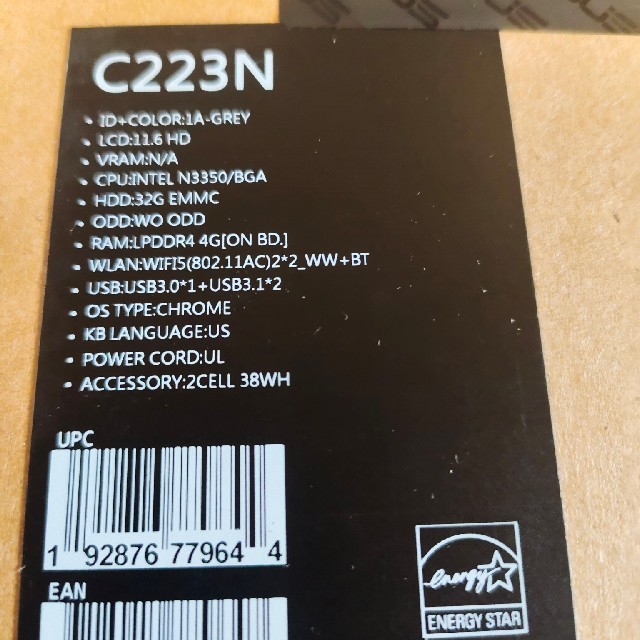 C223N
• ID+COLOR:1A-GREY
• LCD:11.6 HD
• VRAM:N/A
• CPU:INTEL N3350/BGA
• HDD:32G EMMC
• ODD:WO ODD
• RAM:LPDDR4 4G[ON BD.]
• WLAN:WIFI5(802.11AC)2*2_WW+BT
• USB:USB3.0*1+USB3.1*2
• OS TYPE:CHROME
• KB LANGUAGE:US
• POWER CORD:UL
• ACCESSORY:2CELL 38WH
UPC
1 92876 77964 4
EAN
energy
ENERGY STAR